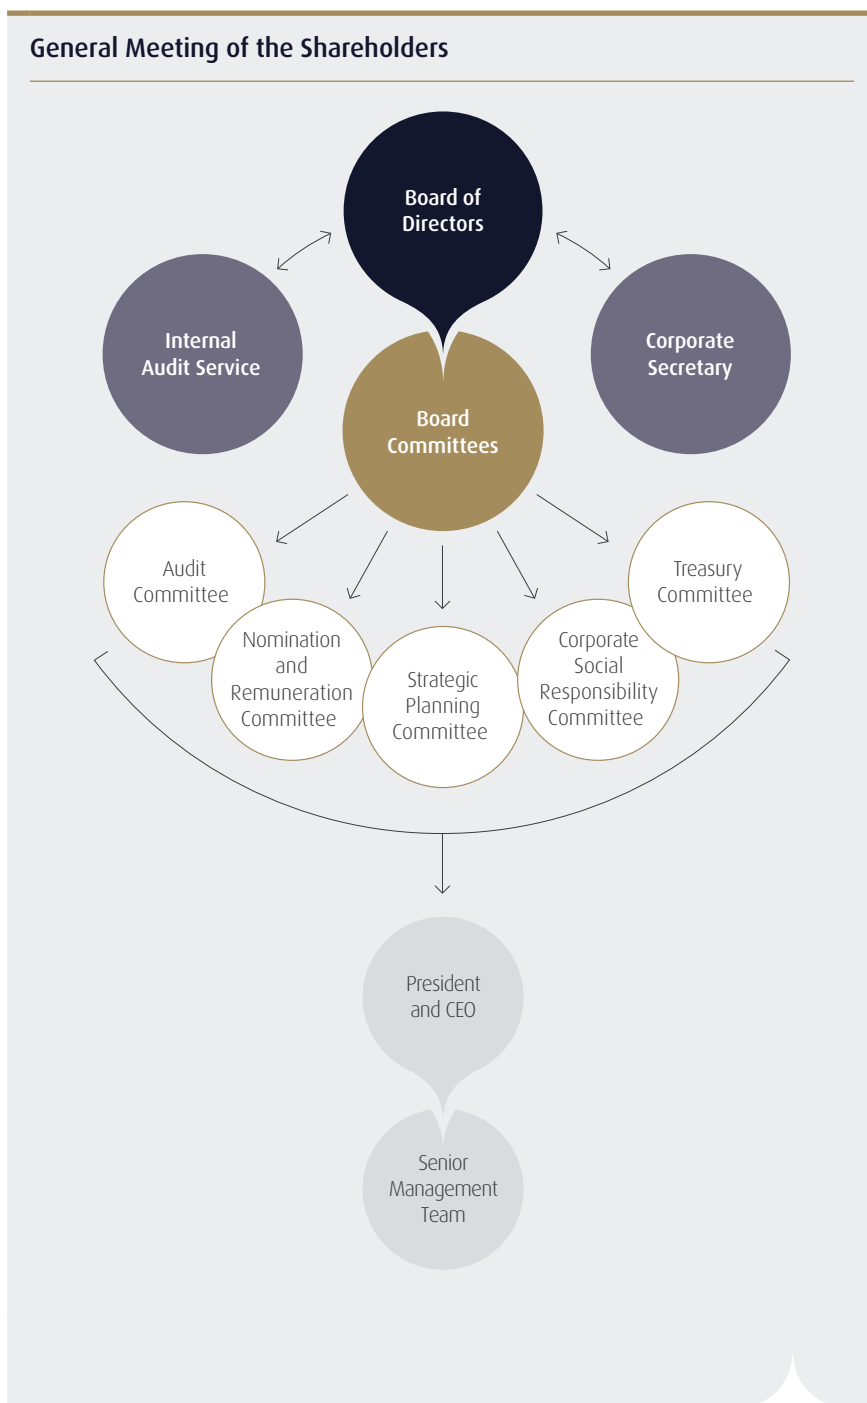 General Meeting of the Shareholders
Board of
Directors
Internal
Audit Service
Corporate
Secretary
Board
Committees
Audit
Committee
Treasury
Committee
Nomination
and
Remuneration
Committee
Strategic
Planning
Committee
Corporate
Social
Responsibility
Committee
President
and CEO
Senior
Management
Team